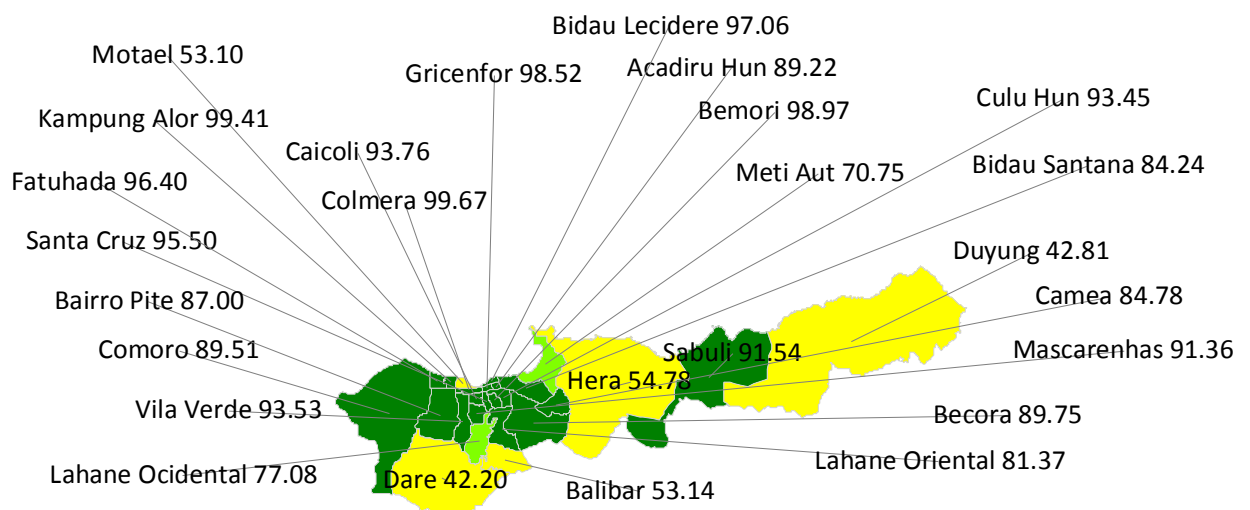 Bidau Lecidere 97.06
Motael 53.10
Gricenfor 98.52
Acadiru Hun 89.22
Culu Hun 93.45
Bemori 98.97
Kampung Alor 99.41
Caicoli 93.76
Bidau Santana 84.24
Meti Aut 70.75
Fatuhada 96.40
Colmera 99.67
Santa Cruz 95.50
Duyung 42.81
Bairro Pite 87.00
Camea 84.78
Comoro 89.51
Sabuli 91.54
Mascarenhas 91.36
Hera 54.78
Vila Verde 93.53
Becora 89.75
Lahane Oriental 81.37
Lahane Ocidental 77.08
Dare 42.20
Balibar 53.14